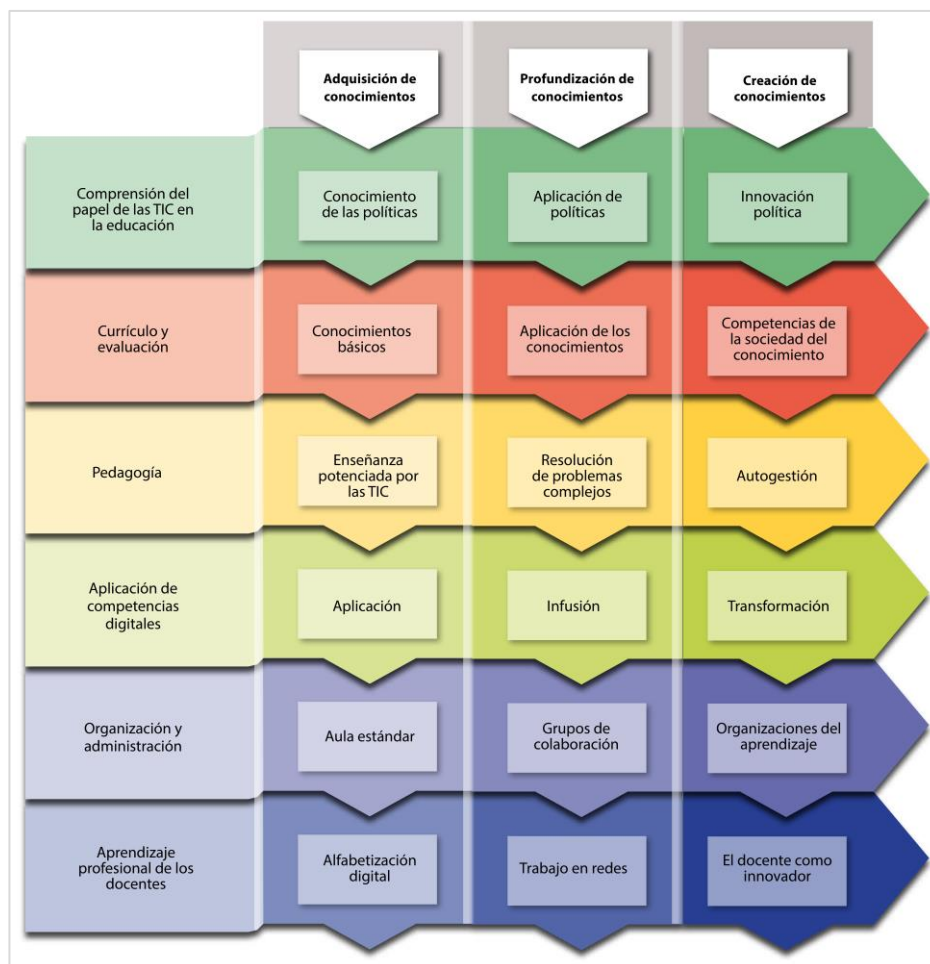 Adquisición de
conocimientos
Profundización de
conocimientos
Creación de
conocimientos
Comprensión del
papel de las TIC en
la educación
Conocimiento
de las políticas
Aplicación de
políticas
Innovación
política
Currículo y
evaluación
Conocimientos
básicos
Aplicación de los
conocimientos
Competencias de
la sociedad del
conocimiento
Pedagogía
Enseñanza
potenciada por
las TIC
Resolución
de problemas
complejos
Autogestión
Aplicación de
competencias
digitales
Aplicación
Infusión
Transformación
Organización y
administración
Aula estándar
Grupos de
colaboración
Organizaciones del
aprendizaje
Aprendizaje
profesional de los
docentes
Alfabetización
digital
Trabajo en redes
El docente como
innovador